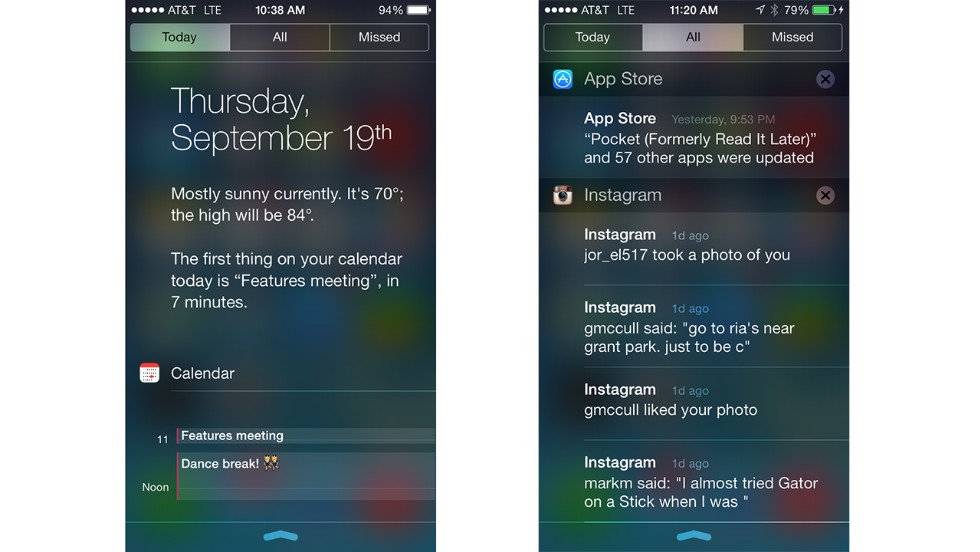 AT&T LTE 10:38 AM 94%
Today All Missed
Thursday,
September 19th
Mostly sunny currently. It's 70°;
the high will be 84°.
The first thing on your calendar
today is “Features meeting”, in
7 minutes.
Calendar
11 Features meeting
Dance break!
Noon
AT&T LTE 11:20 AM 79%
Today All Missed
App Store
App Store Yesterday, 9:53 PM
“Pocket (Formerly Read It Later)”
and 57 other apps were updated
Instagram
Instagram 1d ago
jor_el517 took a photo of you
Instagram 1d ago
gmccull said: "go to ria's near
grant park. just to be c"
Instagram 1d ago
gmccull liked your photo
Instagram 1d ago
markm said: "I almost tried Gator
on a Stick when I was "